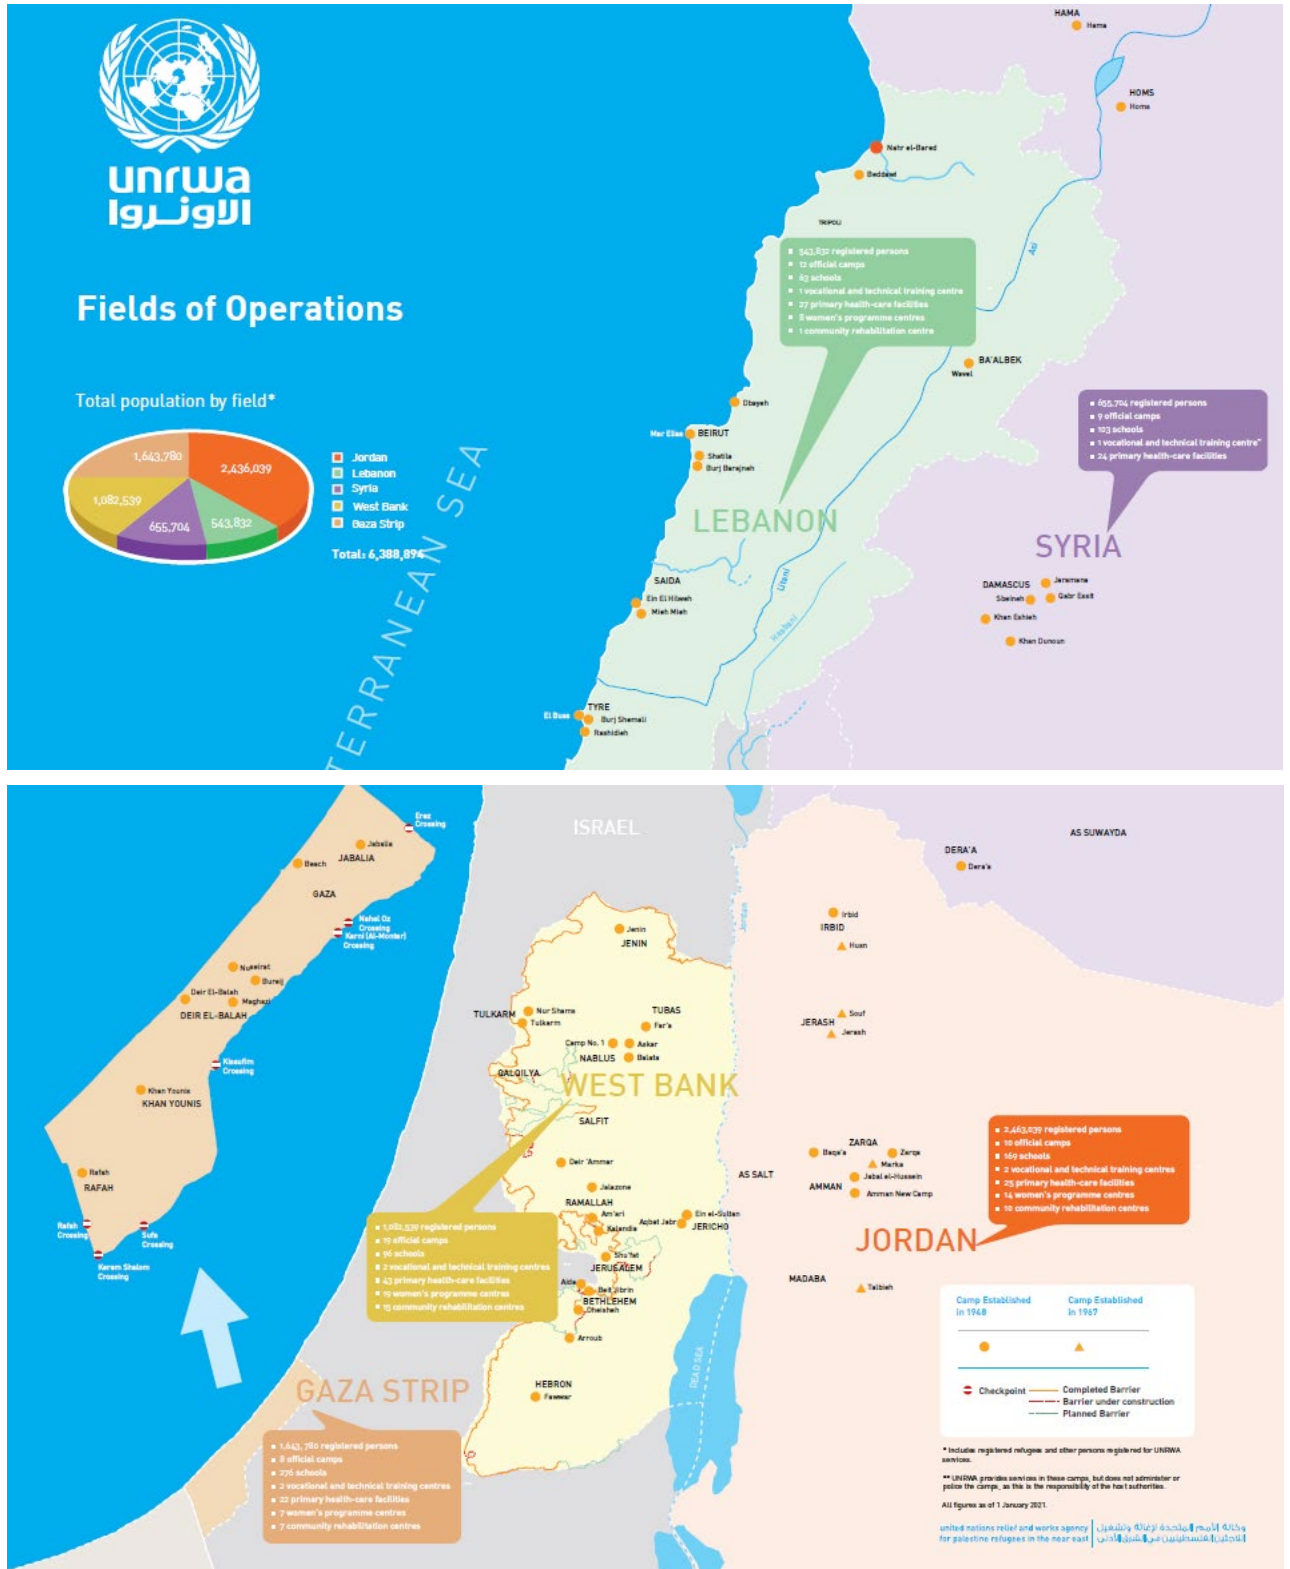 unrwa
الاونروا
Fields of Operations
Total population by field*
1,643,780
2,436,039
1,082,539
655,704
543,832
Jordan
Lebanon
Syria
West Bank
Gaza Strip
Total: 6,388,894
TERRANEAN SEA
HAMA
Hama
HOMS
Homs
Nahr el-Bared
Beddawi
TRIPOLI
543,832 registered persons
12 official camps
63 schools
1 vocational and technical training centre
27 primary health-care facilities
8 women's programme centres
1 community rehabilitation centre
Asi
BA'ALBEK
Wavel
Dbayeh
Mar Elias
BEIRUT
Shatila
Burj Barajneh
LEBANON
655,704 registered persons
9 official camps
103 schools
1 vocational and technical training centre**
24 primary health-care facilities
SYRIA
SAIDA
Ein El Hilweh
Mieh Mieh
Litani
Hasbani
DAMASCUS
Jaramana
Sbeineh
Qabr Essit
Khan Eshieh
Khan Dunoun
El Buss
TYRE
Burj Shemali
Rashidieh
Erez
Crossing
Jabalia
JABALIA
Beach
GAZA
Nahal Oz
Crossing
Karni (Al-Montar)
Crossing
Nuseirat
Bureij
Deir El-Balah
Maghazi
DEIR EL-BALAH
Kissufim
Crossing
Khan Younis
KHAN YOUNIS
Rafah
RAFAH
Rafah
Crossing
Sufa
Crossing
Kerem Shalom
Crossing
ISRAEL
Jenin
JENIN
TULKARM
Nur Shams
Tulkarm
TUBAS
Far'a
Camp No. 1
Askar
NABLUS
Balata
QALQILYA
WEST BANK
SALFIT
Deir 'Ammar
Jalazone
RAMALLAH
Am'ari
Kalandia
Aqbat Jabr
Ein el-Sultan
JERICHO
Shu'fat
JERUSALEM
Aida
Beit Jibrin
BETHLEHEM
Dheisheh
Arroub
HEBRON
Fawwar
1,082,539 registered persons
19 official camps
96 schools
2 vocational and technical training centres
43 primary health-care facilities
19 women's programme centres
15 community rehabilitation centres
GAZA STRIP
1,643, 780 registered persons
8 official camps
276 schools
2 vocational and technical training centres
22 primary health-care facilities
7 women's programme centres
7 community rehabilitation centres
Jordan
DEAD SEA
AS SUWAYDA
DERA'A
Dera'a
Irbid
IRBID
Husn
Souf
JERASH
Jerash
ZARQA
Baqa'a
Zarqa
Marka
AS SALT
Jabal el-Hussein
AMMAN
Amman New Camp
MADABA
Talbieh
2,463,039 registered persons
10 official camps
169 schools
2 vocational and technical training centres
25 primary health-care facilities
14 women's programme centres
10 community rehabilitation centres
JORDAN
Camp Established
in 1948
Camp Established
in 1967
Checkpoint
Completed Barrier
Barrier under construction
Planned Barrier
* Includes registered refugees and other persons registered for UNRWA
services.
** UNRWA provides services in these camps, but does not administer or
police the camps, as this is the responsibility of the host authorities.
All figures as of 1 January 2021.
united nations relief and works agency
for palestine refugees in the near east
وكالة الأمم المتحدة لإغاثة وتشغيل
اللاجئين الفلسطينيين في الشرق الأدنى